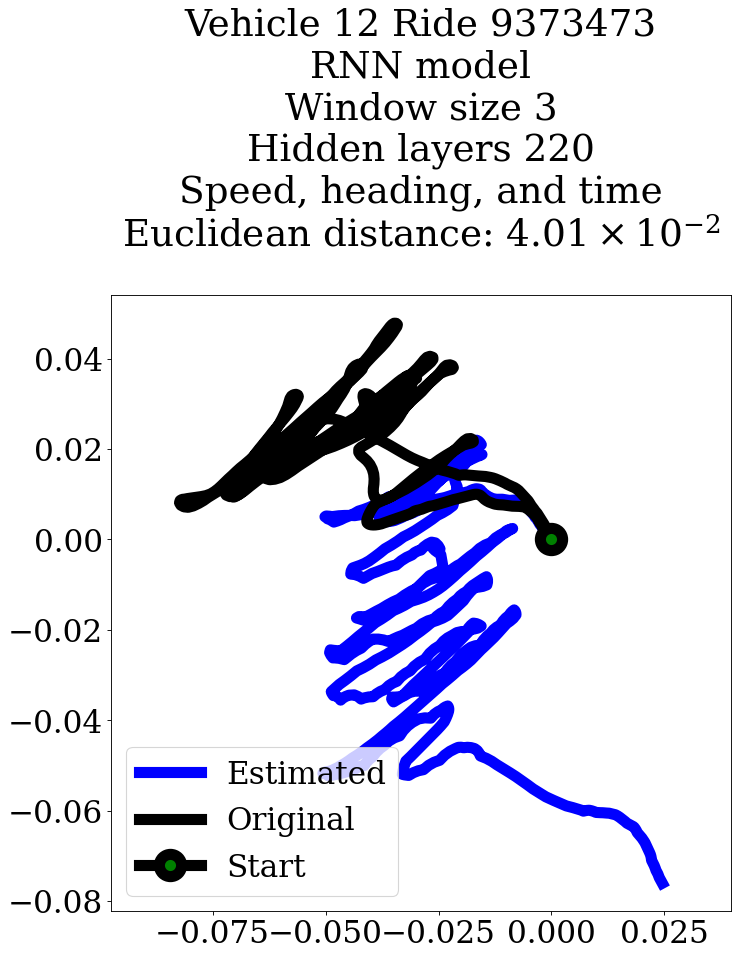 Vehicle 12 Ride 9373473
RNN model
Window size 3
Hidden layers 220
Speed, heading, and time
Euclidean distance: 4.01 × 10⁻²
0.04
0.02
0.00
−0.02
−0.04
−0.06
−0.08
Estimated
Original
Start
−0.075 −0.050 −0.025 0.000 0.025